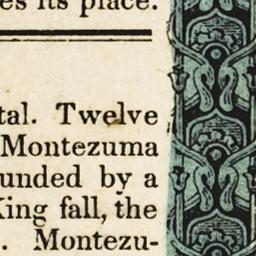 es its place.
tal. Twelve
Montezuma
unded by a
King fall, the
. Montezu-